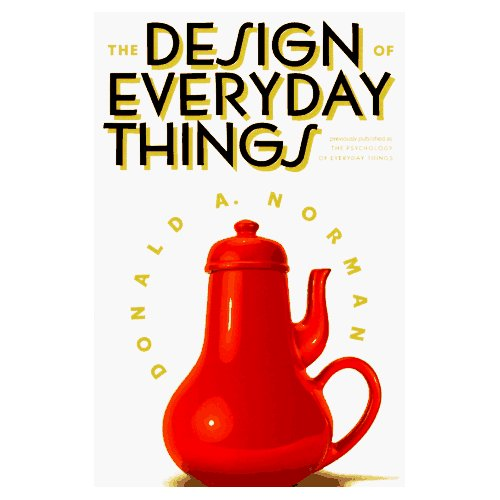 THE DESIGN OF
EVERYDAY
THINGS
previously published as
THE PSYCHOLOGY
OF EVERYDAY THINGS
DONALD A. NORMAN